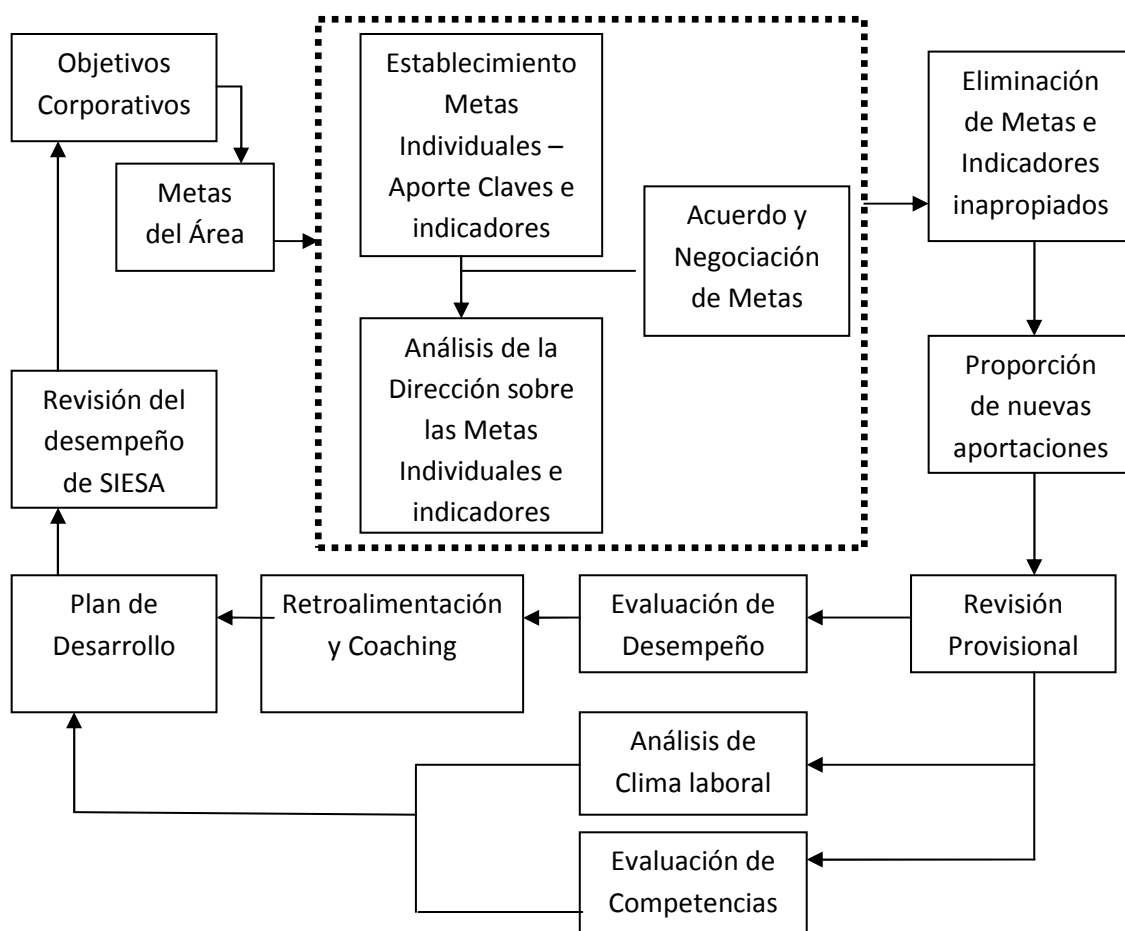 Objetivos
Corporativos
Metas
del Área
Establecimiento
Metas
Individuales –
Aporte Claves e
indicadores
Acuerdo y
Negociación
de Metas
Análisis de la
Dirección sobre
las Metas
Individuales e
indicadores
Eliminación
de Metas e
Indicadores
inapropiados
Proporción
de nuevas
aportaciones
Revisión
Provisional
Evaluación de
Desempeño
Retroalimentación
y Coaching
Plan de
Desarrollo
Revisión del
desempeño
de SIESA
Análisis de
Clima laboral
Evaluación de
Competencias